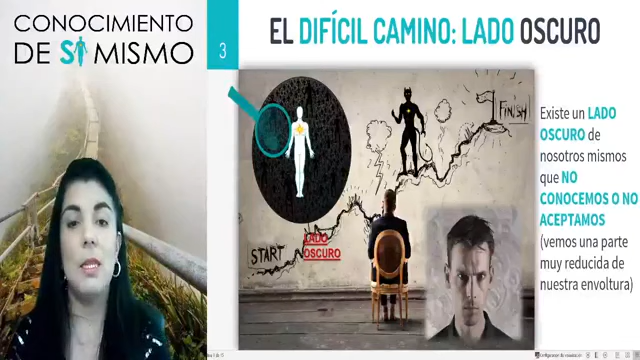 CONOCIMIENTO
DE SÍ MISMO
3
EL DIFÍCIL CAMINO: LADO OSCURO
FINISH
START
LADO
OSCURO
Existe un LADO
OSCURO de
nosotros mismos
que NO
CONOCEMOS O NO
ACEPTAMOS
(vemos una parte
muy reducida de
nuestra envoltura)